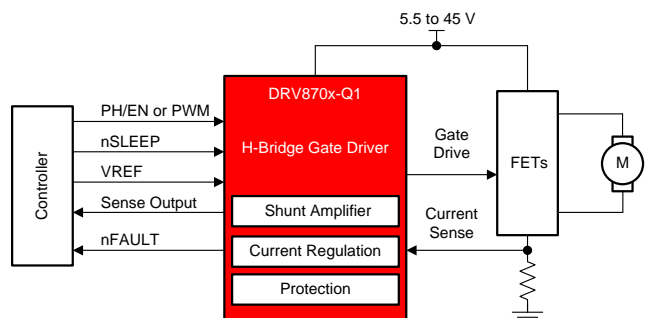 5.5 to 45 V
DRV870x-Q1
H-Bridge Gate Driver
Controller
PH/EN or PWM
nSLEEP
VREF
Sense Output
nFAULT
Shunt Amplifier
Current Regulation
Protection
Gate
Drive
Current
Sense
FETs
M